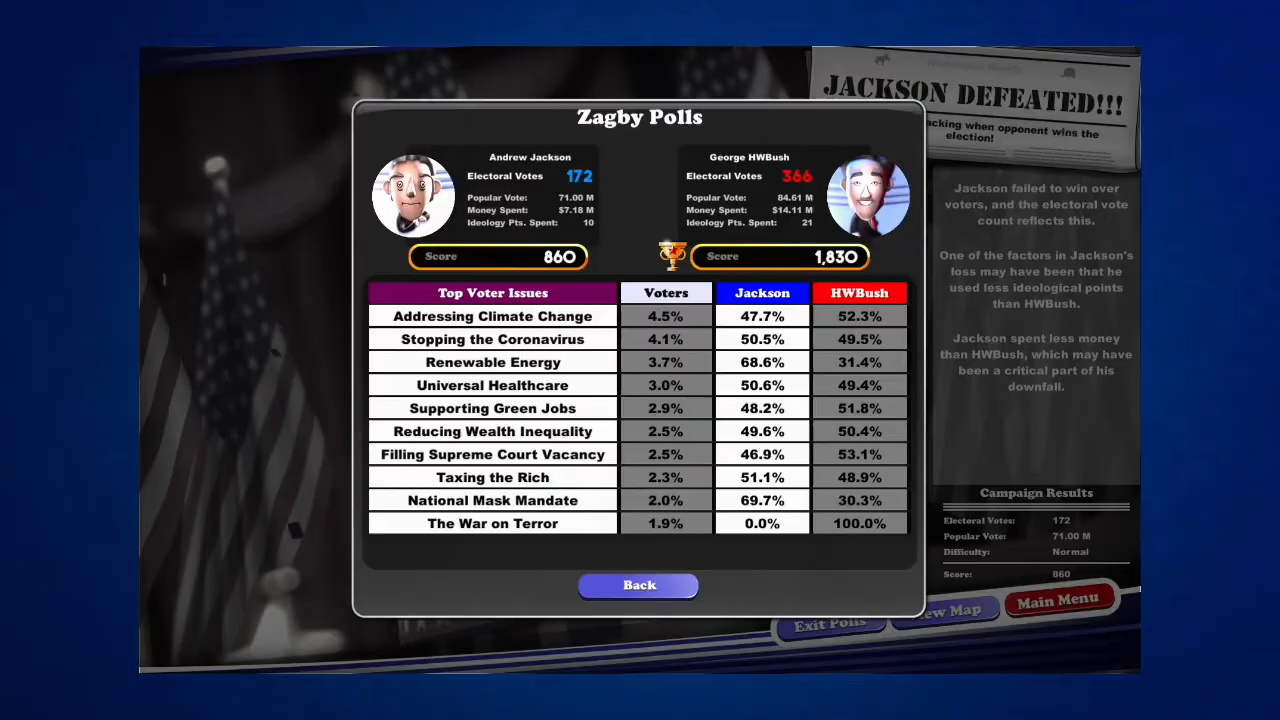 Zagby Polls
Andrew Jackson
Electoral Votes 172
Popular Vote: 71.00 M
Money Spent: $7.18 M
Ideology Pts. Spent: 10
Score 860
George HWBush
Electoral Votes 366
Popular Vote: 84.61 M
Money Spent: $14.11 M
Ideology Pts. Spent: 21
Score 1,830
Top Voter Issues Voters Jackson HWBush
Addressing Climate Change 4.5% 47.7% 52.3%
Stopping the Coronavirus 4.1% 50.5% 49.5%
Renewable Energy 3.7% 68.6% 31.4%
Universal Healthcare 3.0% 50.6% 49.4%
Supporting Green Jobs 2.9% 48.2% 51.8%
Reducing Wealth Inequality 2.5% 49.6% 50.4%
Filling Supreme Court Vacancy 2.5% 46.9% 53.1%
Taxing the Rich 2.3% 51.1% 48.9%
National Mask Mandate 2.0% 69.7% 30.3%
The War on Terror 1.9% 0.0% 100.0%
Back
JACKSON DEFEATED!!!
acking when opponent wins the
election!
Jackson failed to win over
voters, and the electoral vote
count reflects this.
One of the factors in Jackson's
loss may have been that he
used less ideological points
than HWBush.
Jackson spent less money
than HWBush, which may have
been a critical part of his
downfall.
Campaign Results
Electoral Votes: 172
Popular Vote: 71.00 M
Difficulty: Normal
Score: 860
Exit Polls
iew Map
Main Menu